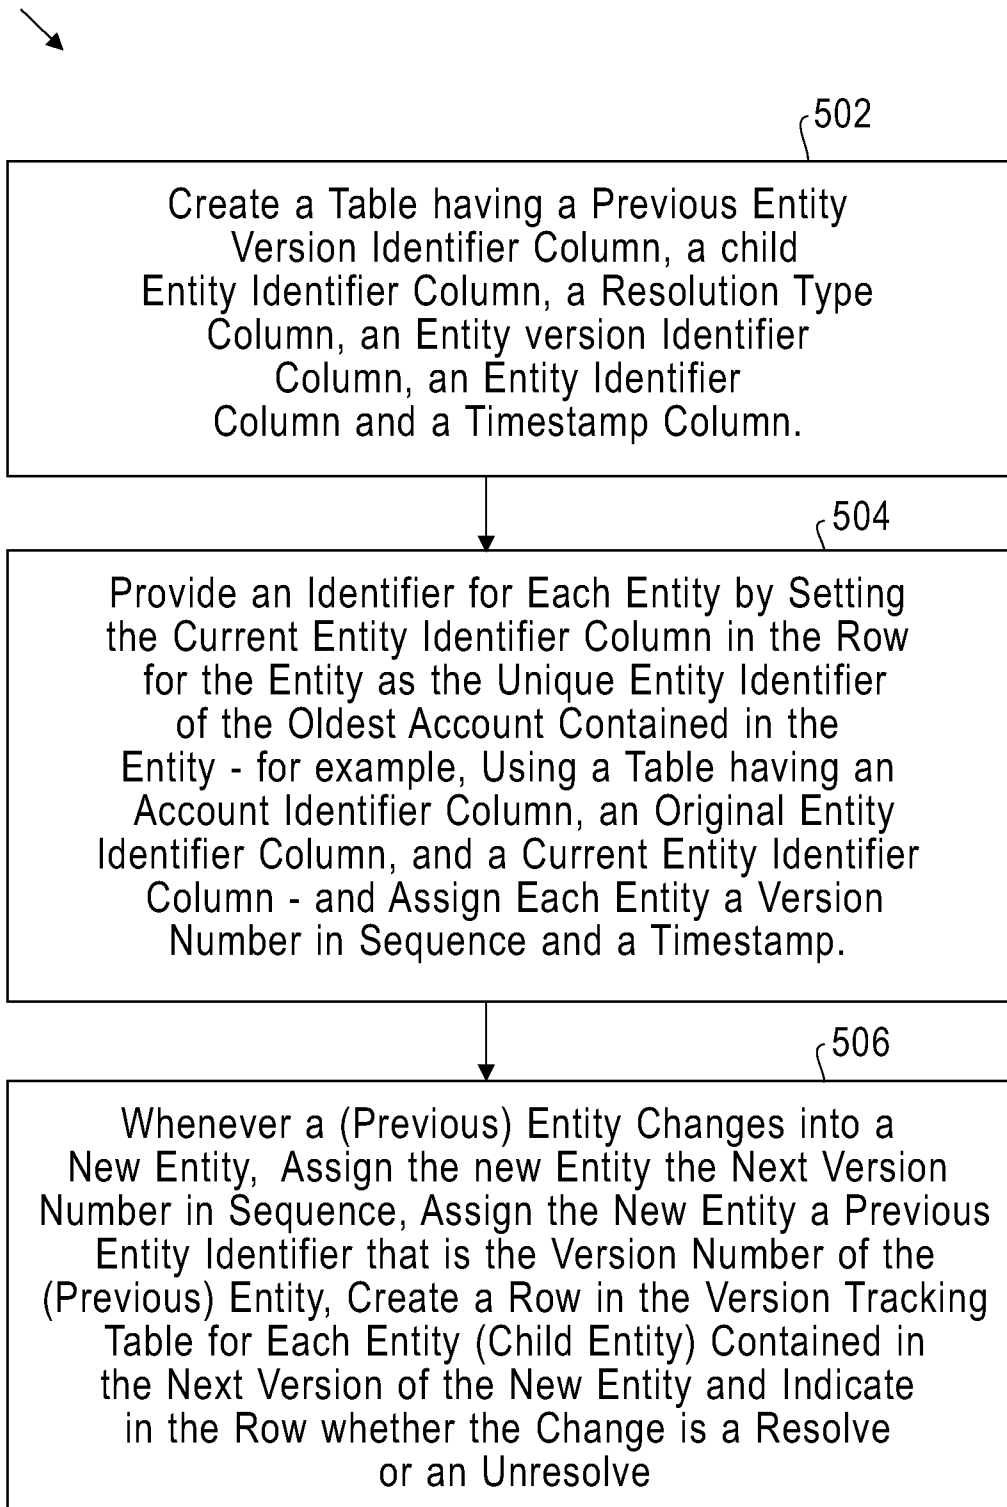 502
Create a Table having a Previous Entity
Version Identifier Column, a child
Entity Identifier Column, a Resolution Type
Column, an Entity version Identifier
Column, an Entity Identifier
Column and a Timestamp Column.
504
Provide an Identifier for Each Entity by Setting
the Current Entity Identifier Column in the Row
for the Entity as the Unique Entity Identifier
of the Oldest Account Contained in the
Entity - for example, Using a Table having an
Account Identifier Column, an Original Entity
Identifier Column, and a Current Entity Identifier
Column - and Assign Each Entity a Version
Number in Sequence and a Timestamp.
506
Whenever a (Previous) Entity Changes into a
New Entity, Assign the new Entity the Next Version
Number in Sequence, Assign the New Entity a Previous
Entity Identifier that is the Version Number of the
(Previous) Entity, Create a Row in the Version Tracking
Table for Each Entity (Child Entity) Contained in
the Next Version of the New Entity and Indicate
in the Row whether the Change is a Resolve
or an Unresolve